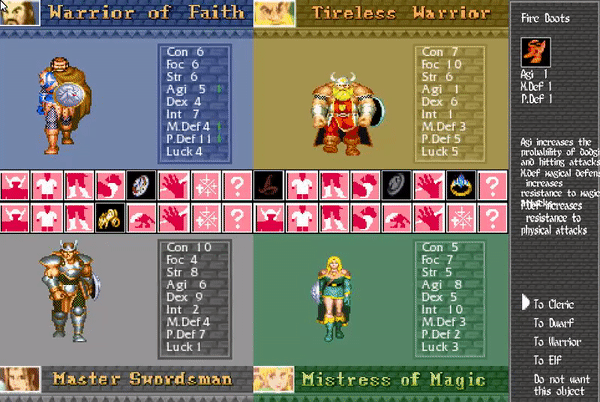 Warrior of Faith
Con 6
Foc 6
Str 6
Agi 5
Dex 4
Int 7
M.Def 4
P.Def 11
Luck 4
Tireless Warrior
Con 7
Foc 10
Str 6
Agi 1
Dex 6
Int 1
M.Def 3
P.Def 5
Luck 5
?
?
?
?
Con 10
Foc 4
Str 8
Agi 6
Dex 9
Int 2
M.Def 4
P.Def 7
Luck 1
Master Swordsman
Con 5
Foc 7
Str 5
Agi 8
Dex 5
Int 10
M.Def 3
P.Def 2
Luck 3
Mistress of Magic
Fire Boots
Agi 1
M.Def 1
P.Def 1
Agi increases the
probability of dodg
and hitting attacks
M.Def magical defens
increases
resistance to magic
P.Def increases
resistance to
physical attacks
To Cleric
To Dwarf
To Warrior
To Elf
Do not want
this object